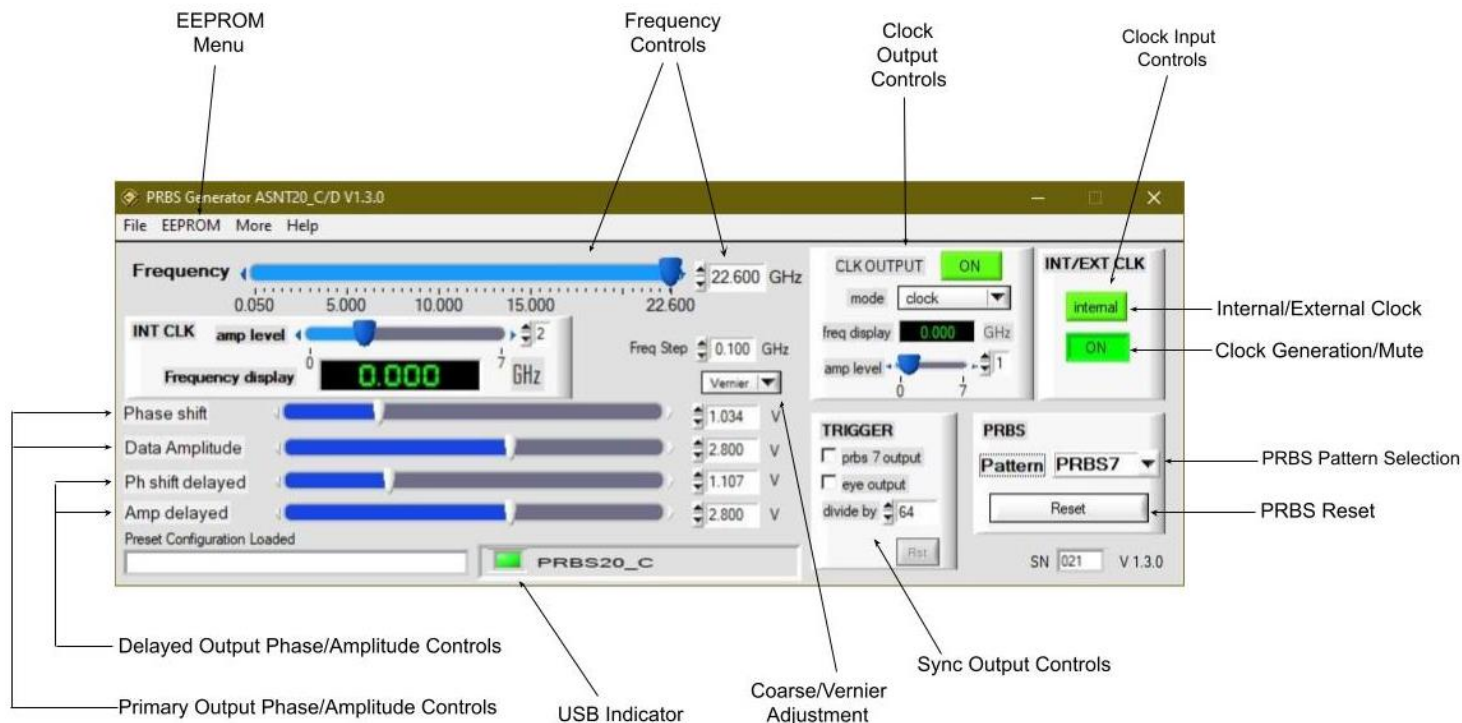 EEPROM
Menu
Frequency
Controls
Clock
Output
Controls
Clock Input
Controls
PRBS Generator ASNT20_C/D V1.3.0
File EEPROM More Help
Frequency
22.600 GHz
0.050 5.000 10.000 15.000 22.600
INT CLK amp level 2
0 7
Frequency display 0.000 GHz
Freq Step 0.100 GHz
Vernier
CLK OUTPUT ON
mode clock
freq display 0.000 GHz
amp level 1
0 7
INT/EXT CLK
internal
ON
Internal/External Clock
Clock Generation/Mute
Phase shift 1.034 V
Data Amplitude 2.800 V
Ph shift delayed 1.107 V
Amp delayed 2.800 V
TRIGGER
prbs 7 output
eye output
divide by 64
Rst
PRBS
Pattern PRBS7
Reset
PRBS Pattern Selection
PRBS Reset
Preset Configuration Loaded
PRBS20_C
SN 021 V 1.3.0
Delayed Output Phase/Amplitude Controls
Primary Output Phase/Amplitude Controls
USB Indicator
Coarse/Vernier
Adjustment
Sync Output Controls